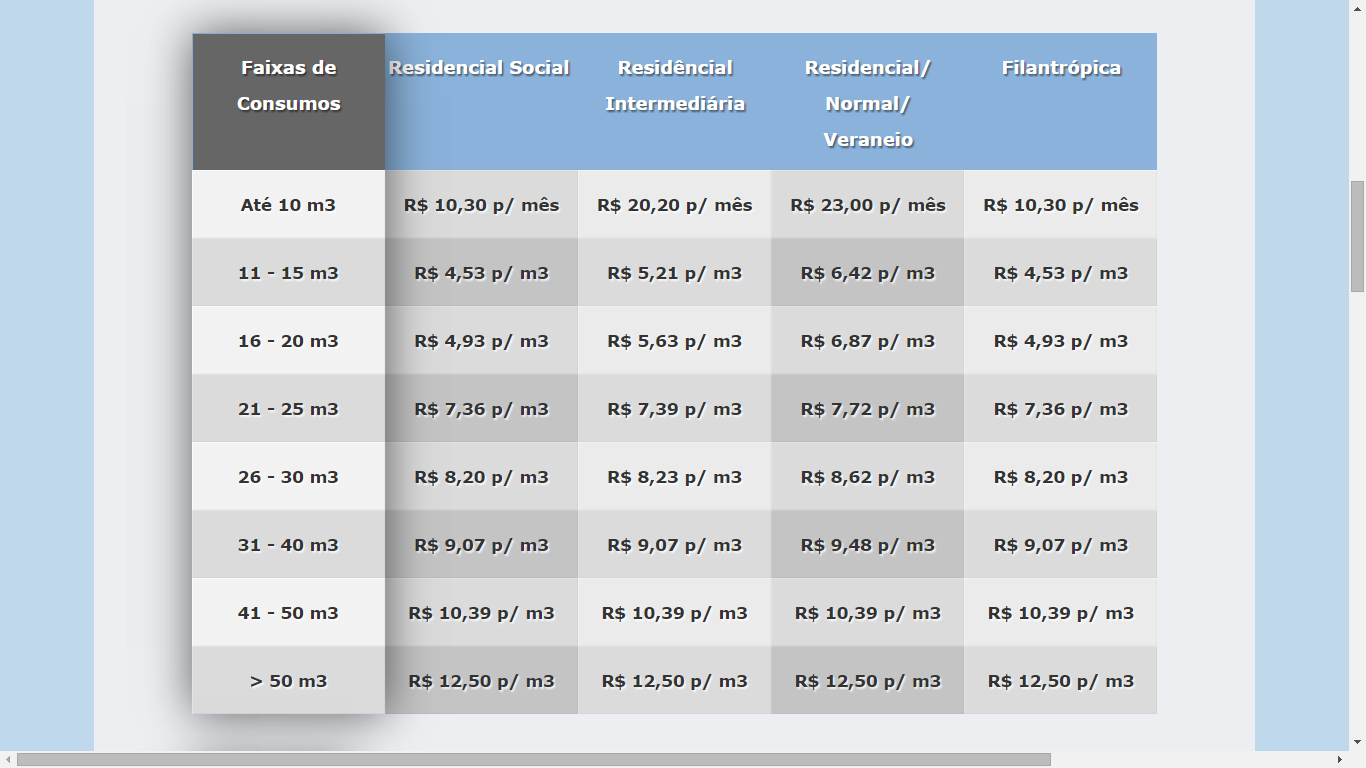 Faixas de Consumos Residencial Social Residêncial Intermediária Residencial/ Normal/ Veraneio Filantrópica
Até 10 m3 R$ 10,30 p/ mês R$ 20,20 p/ mês R$ 23,00 p/ mês R$ 10,30 p/ mês
11 - 15 m3 R$ 4,53 p/ m3 R$ 5,21 p/ m3 R$ 6,42 p/ m3 R$ 4,53 p/ m3
16 - 20 m3 R$ 4,93 p/ m3 R$ 5,63 p/ m3 R$ 6,87 p/ m3 R$ 4,93 p/ m3
21 - 25 m3 R$ 7,36 p/ m3 R$ 7,39 p/ m3 R$ 7,72 p/ m3 R$ 7,36 p/ m3
26 - 30 m3 R$ 8,20 p/ m3 R$ 8,23 p/ m3 R$ 8,62 p/ m3 R$ 8,20 p/ m3
31 - 40 m3 R$ 9,07 p/ m3 R$ 9,07 p/ m3 R$ 9,48 p/ m3 R$ 9,07 p/ m3
41 - 50 m3 R$ 10,39 p/ m3 R$ 10,39 p/ m3 R$ 10,39 p/ m3 R$ 10,39 p/ m3
> 50 m3 R$ 12,50 p/ m3 R$ 12,50 p/ m3 R$ 12,50 p/ m3 R$ 12,50 p/ m3